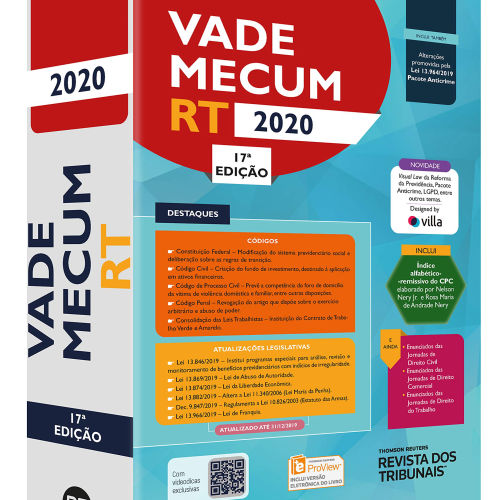 2020
VADE
MECUM
RT
17ª
EDIÇÃO
VADE
MECUM
RT 2020
17ª
EDIÇÃO
INCLUI TAMBÉM
Alterações
promovidas pela
Lei 13.964/2019
Pacote Anticrime
NOVIDADE
Visual Law da Reforma
da Previdência, Pacote
Anticrime, LGPD, entre
outros temas.
Designed by
villa
INCLUI
Índice
alfabético-
-remissivo do CPC
elaborado por Nelson
Nery Jr. e Rosa Maria
de Andrade Nery
E
AINDA
• Enunciados das
Jornadas de
Direito Civil
• Enunciados das
Jornadas de Direito
Comercial
• Enunciados das
Jornadas de Direito
do Trabalho
DESTAQUES
CÓDIGOS
Constituição Federal – Modificação do sistema previdenciário social e
deliberação sobre as regras de transição.
Código Civil – Criação do fundo de investimento, destinado à aplicação
em ativos financeiros.
Código de Processo Civil – Prevê a competência do foro de domicílio
da vítima de violência, doméstica e familiar, entre outras disposições.
Código Penal – Revogação do artigo que dispõe sobre o exercício
arbitrário e abuso de poder.
Consolidação das Leis Trabalhistas – Instituição do Contrato de Traba-
lho Verde e Amarelo.
ATUALIZAÇÕES LEGISLATIVAS
Lei 13.846/2019 – Institui programas especiais para análise, revisão e
monitoramento de benefícios previdenciários com indícios de irregularidade.
Lei 13.869/2019 – Lei de Abuso de Autoridade.
Lei 13.874/2019 – Lei da Liberdade Econômica.
Lei 13.882/2019 – Altera a Lei 11.340/2006 (Lei Maria da Penha).
Dec. 9.847/2019 – Regulamenta a Lei 10.826/2003 (Estatuto das Armas).
Lei 13.966/2019 – Lei de Franquia.
ATUALIZADO ATÉ 31/12/2019
Com
videodicas
exclusivas
THOMSON REUTERS
ProView
INCLUI VERSÃO
ELETRÔNICA DO LIVRO
THOMSON REUTERS
REVISTA DOS
TRIBUNAIS